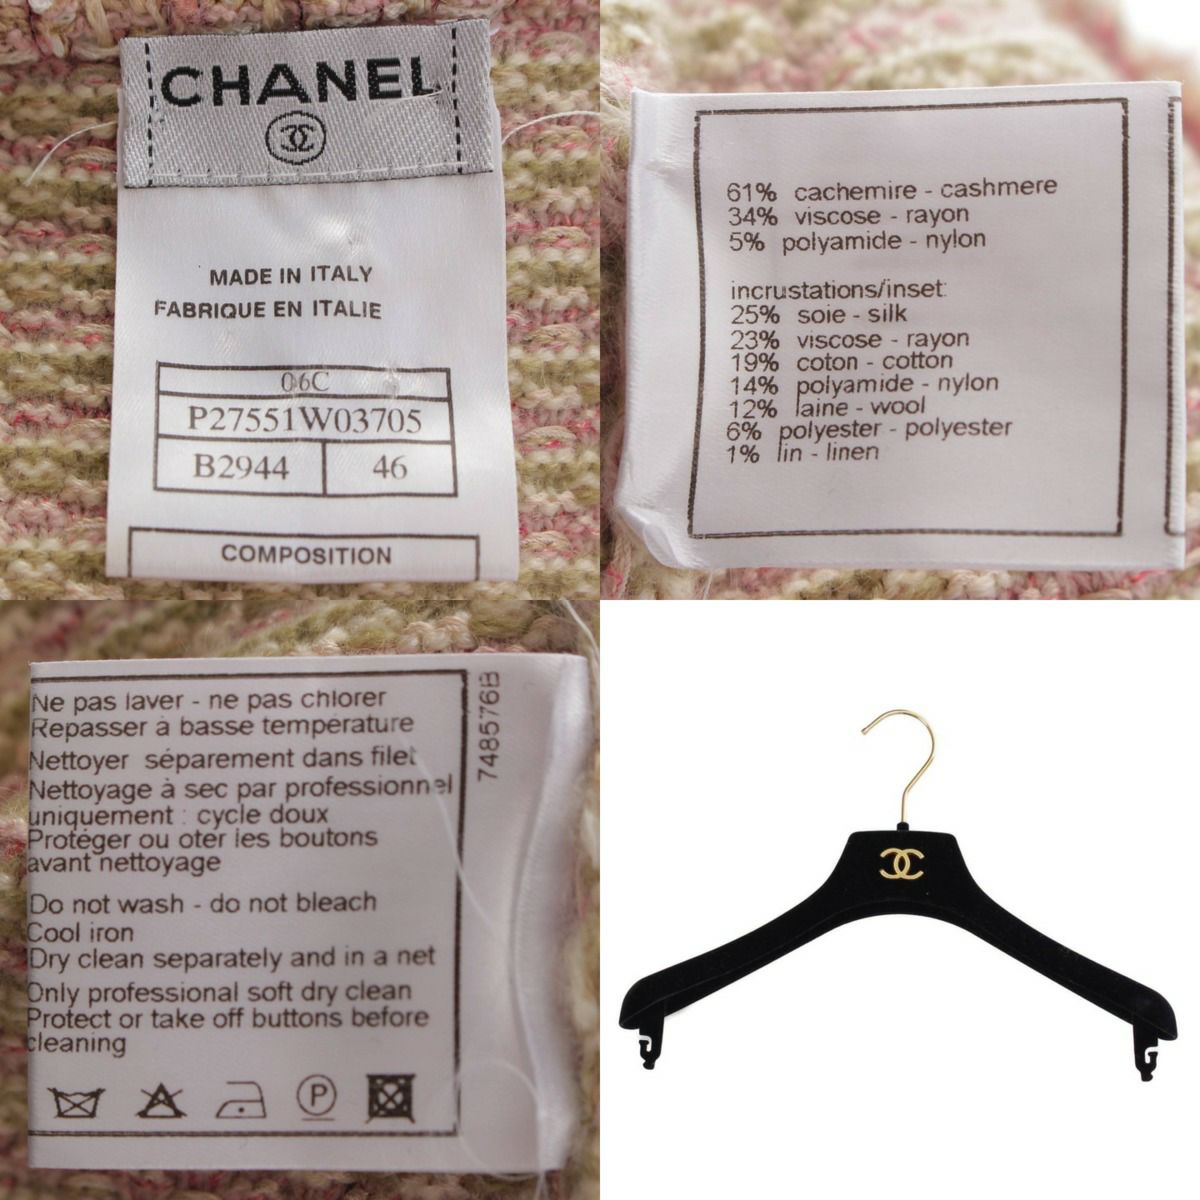 CHANEL
MADE IN ITALY
FABRIQUE EN ITALIE
06C
P27551W03705
B2944 46
COMPOSITION
61% cachemire - cashmere
34% viscose - rayon
5% polyamide - nylon
incrustations/inset:
25% soie - silk
23% viscose - rayon
19% coton - cotton
14% polyamide - nylon
12% laine - wool
6% polyester - polyester
1% lin - linen
Ne pas laver - ne pas chlorer
Repasser à basse température
Nettoyer séparement dans filet
Nettoyage à sec par professionnel
uniquement : cycle doux
Protéger ou oter les boutons
avant nettoyage
Do not wash - do not bleach
Cool iron
Dry clean separately and in a net
Only professional soft dry clean
Protect or take off buttons before
cleaning
P
748576B